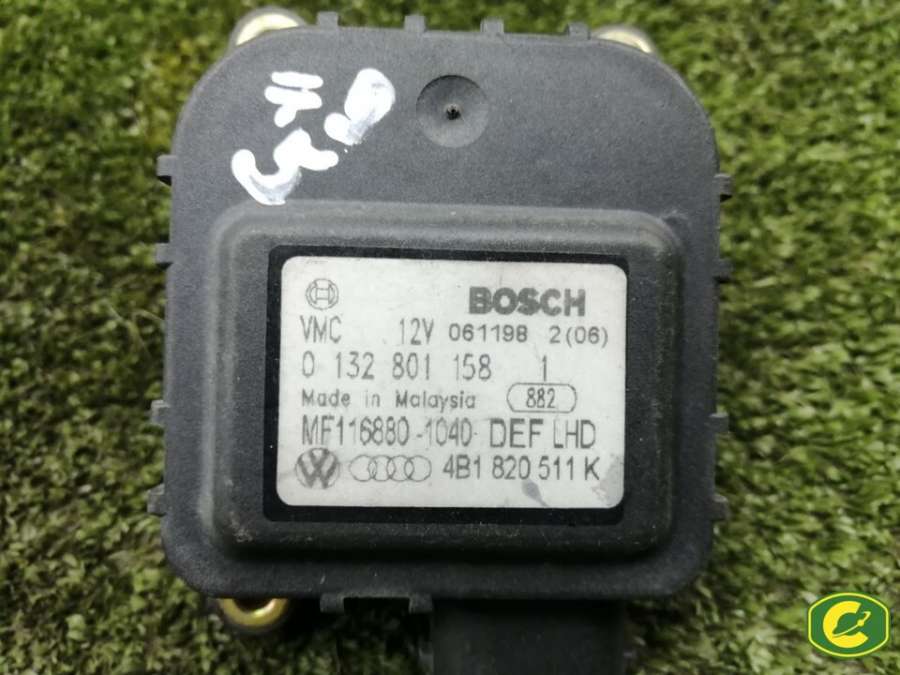 BOSCH
VMC 12V 061198 2(06)
0 132 801 158 1
Made in Malaysia 882
MF116880-1040 DEF LHD
4B1 820 511 K